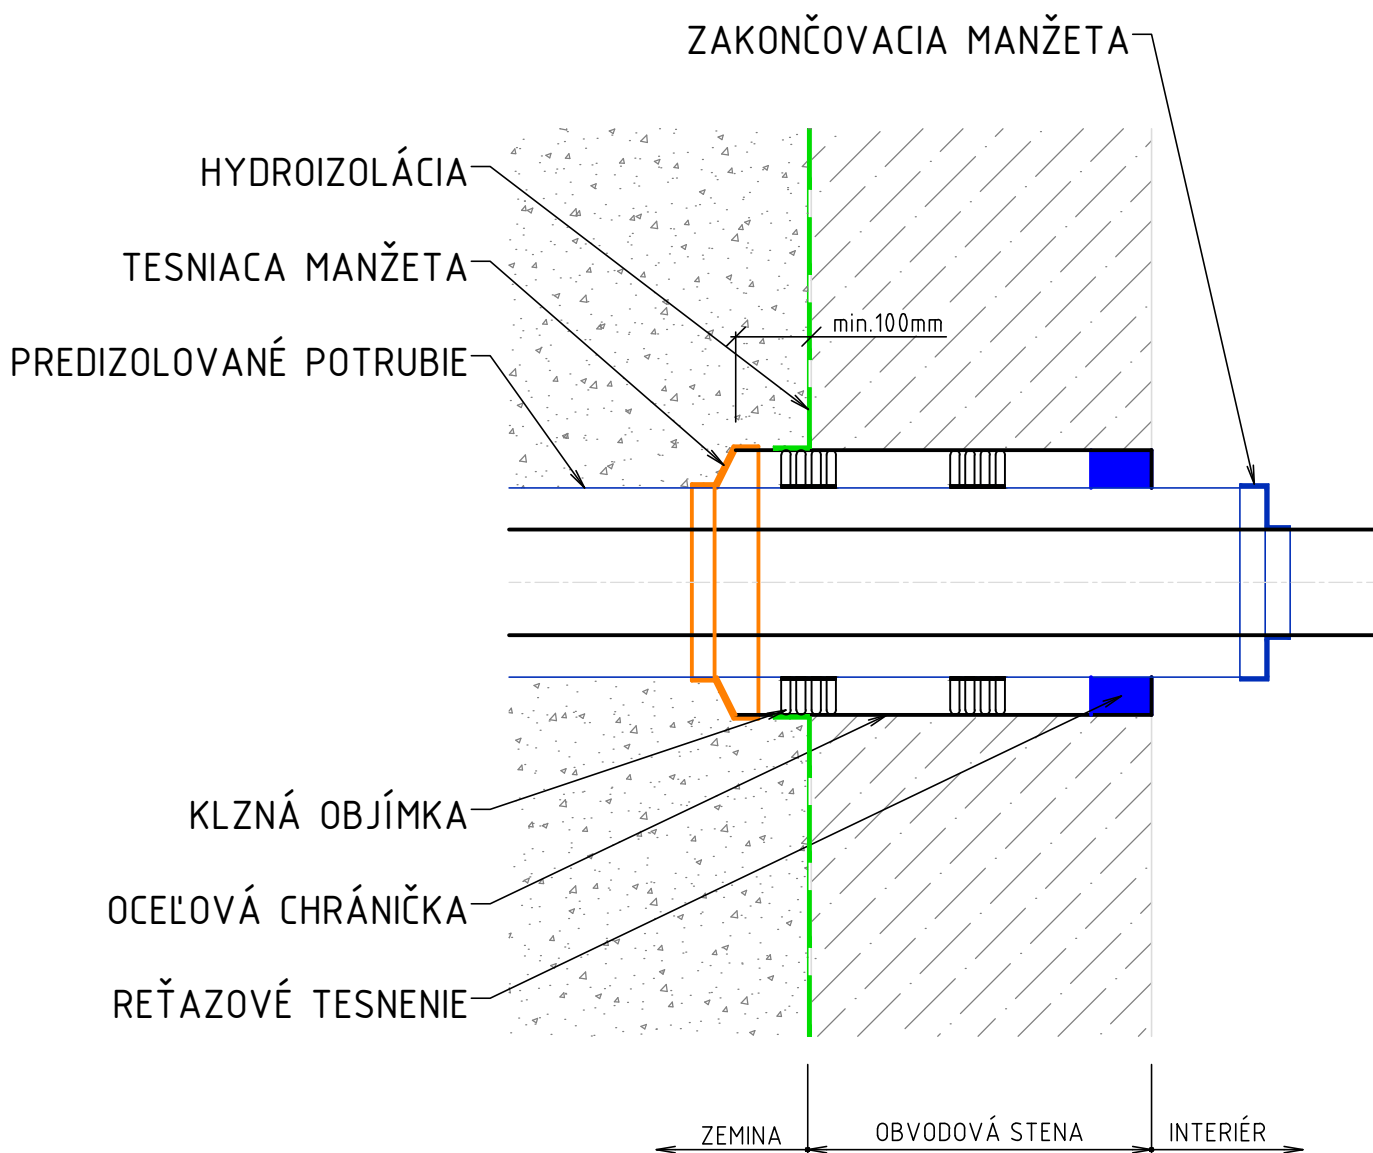 ZAKONČOVACIA MANŽETA
HYDROIZOLÁCIA
TESNIACA MANŽETA
min.100mm
PREDIZOLOVANÉ POTRUBIE
KLZNÁ OBJÍMKA
OCEĽOVÁ CHRÁNIČKA
REŤAZOVÉ TESNENIE
ZEMINA
OBVODOVÁ STENA
INTERIÉR